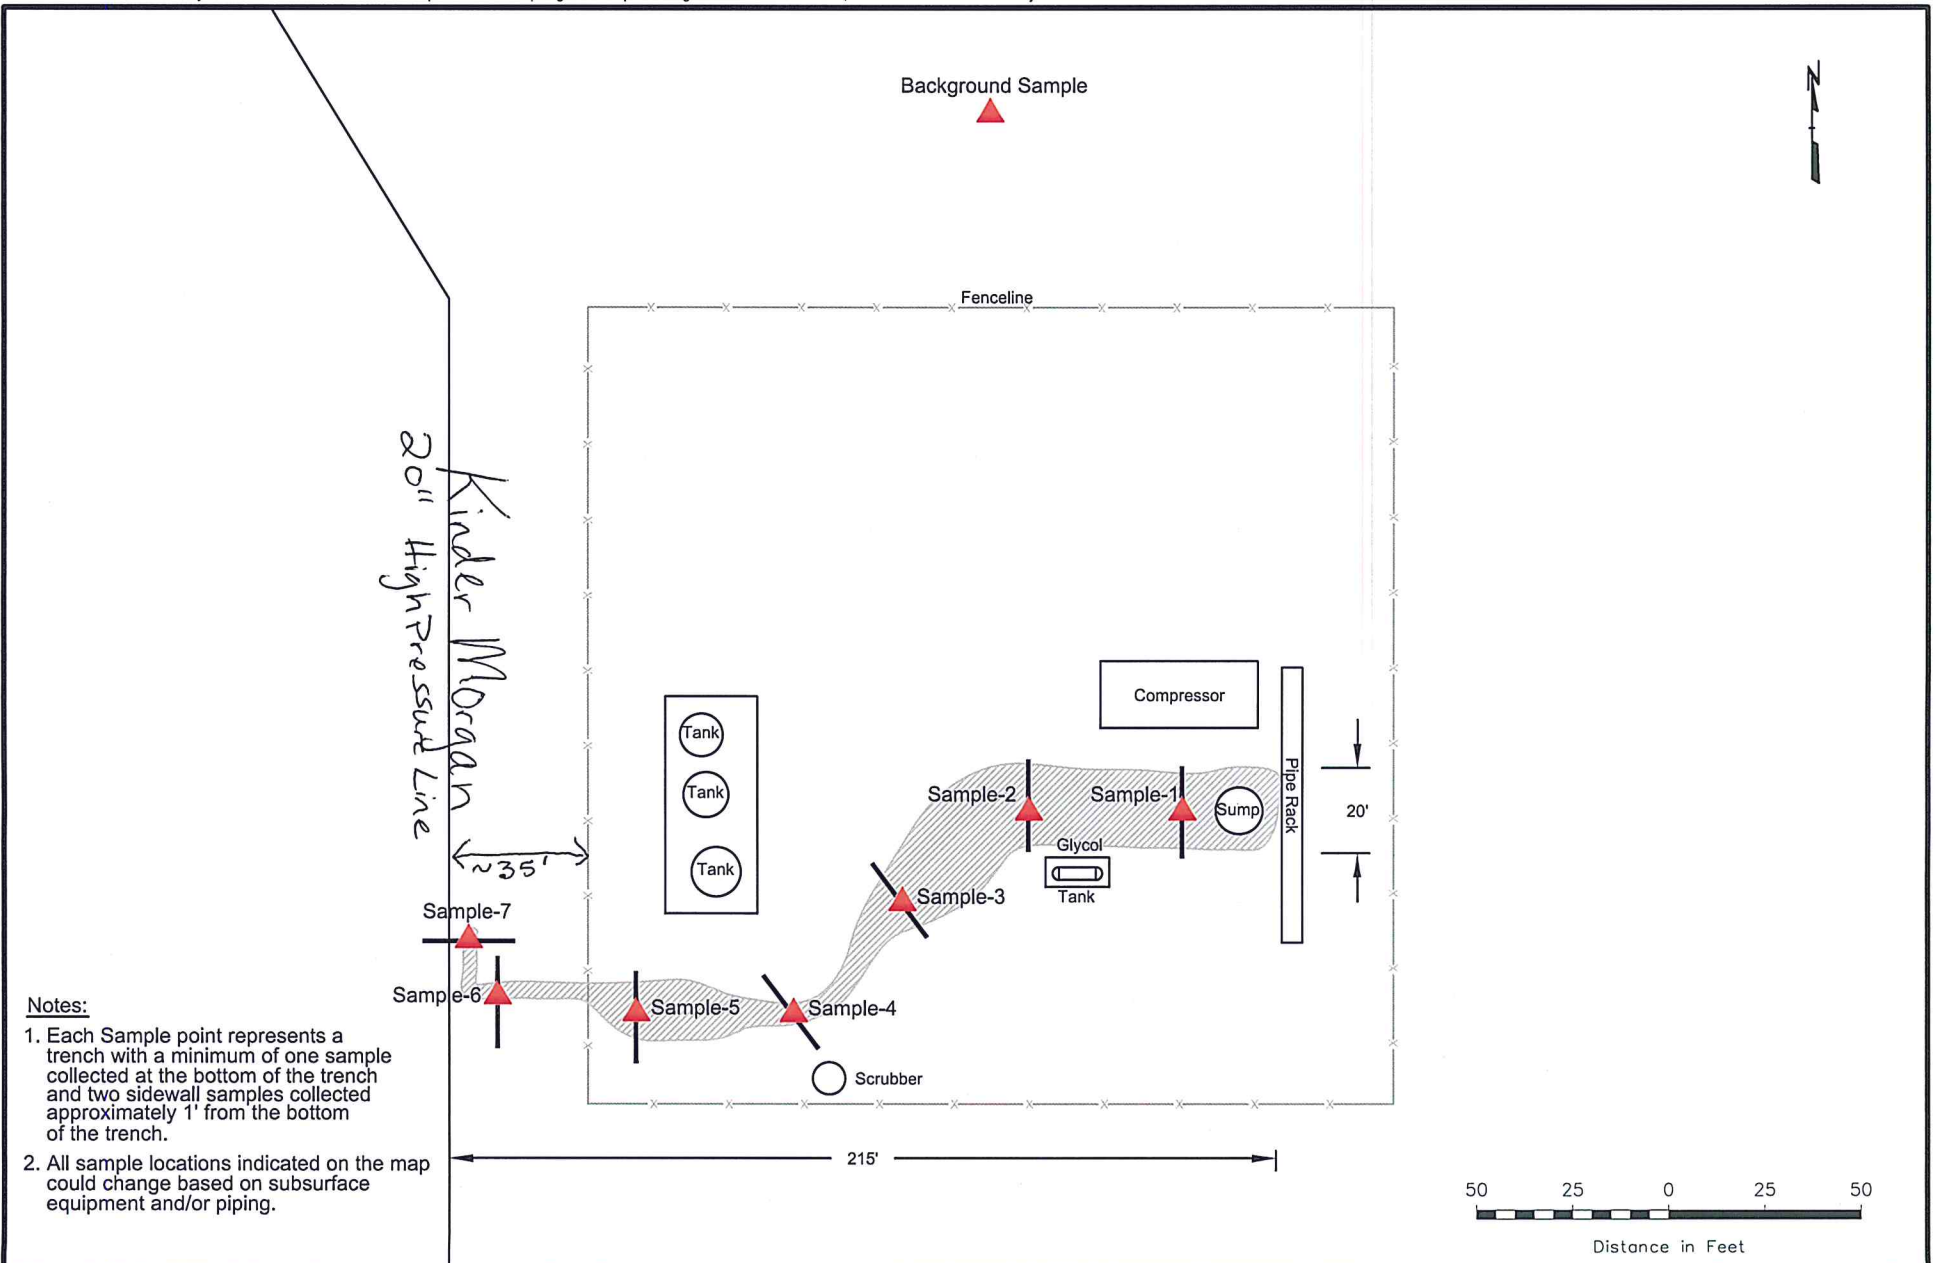 Background Sample
N
Fenceline
Kinder Morgan
20" High Pressure Line
Compressor
Tank
Tank
Tank
Pipe Rack
20'
Sample-2
Sample-1
Sump
Glycol
Tank
~35'
Sample-3
Sample-7
Sample-6
Sample-5
Sample-4
Scrubber
Notes:
1. Each Sample point represents a
trench with a minimum of one sample
collected at the bottom of the trench
and two sidewall samples collected
approximately 1' from the bottom
of the trench.
2. All sample locations indicated on the map
could change based on subsurface
equipment and/or piping.
215'
50 25 0 25 50
Distance in Feet